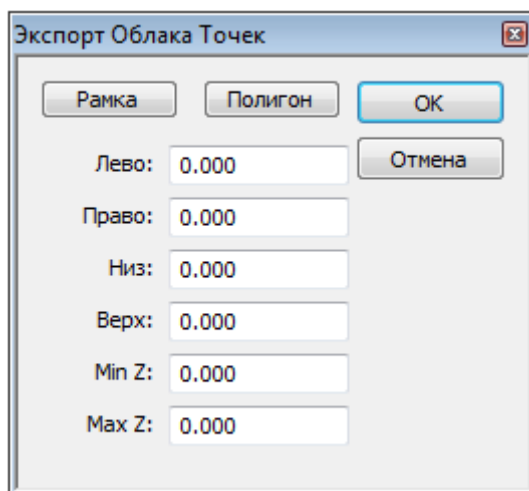 Экспорт Облака Точек
Рамка Полигон OK
Отмена
Лево: 0.000
Право: 0.000
Низ: 0.000
Верх: 0.000
Min Z: 0.000
Max Z: 0.000